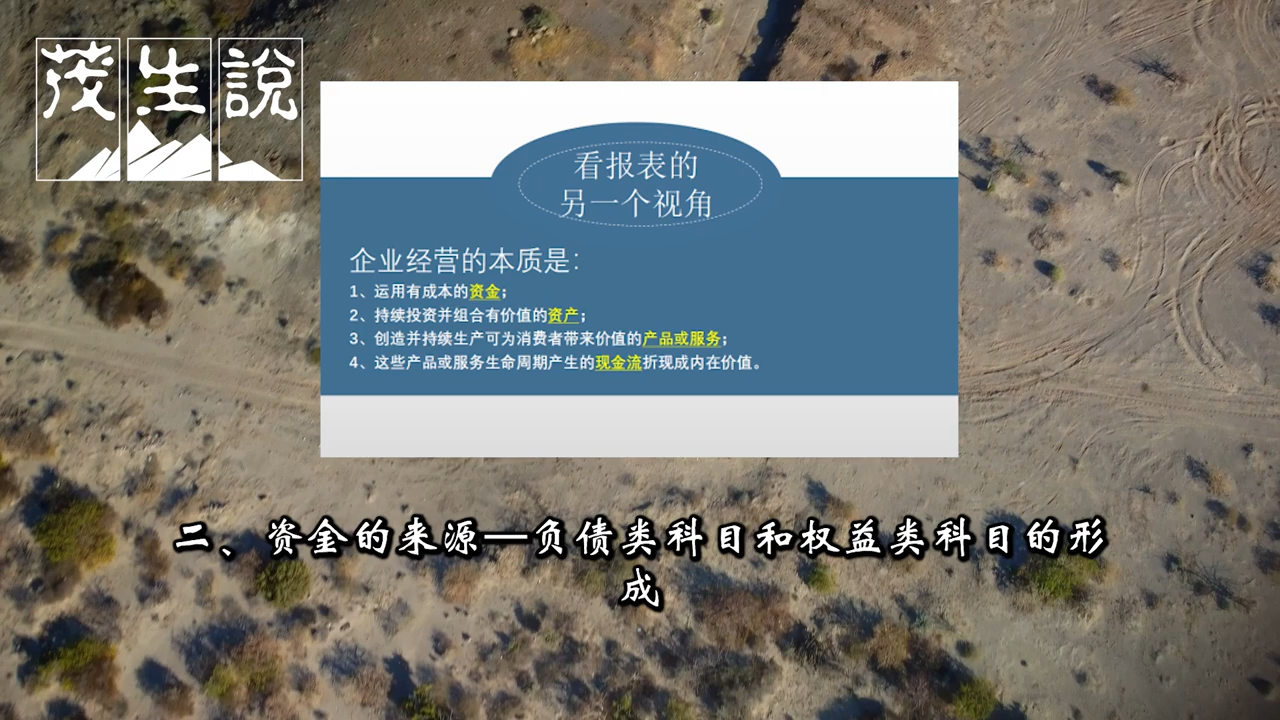 茂生說
看报表的
另一个视角
企业经营的本质是：
1、运用有成本的资金；
2、持续投资并组合有价值的资产；
3、创造并持续生产可为消费者带来价值的产品或服务；
4、这些产品或服务生命周期产生的现金流折现成内在价值。
二、资金的来源—负债类科目和权益类科目的形
成